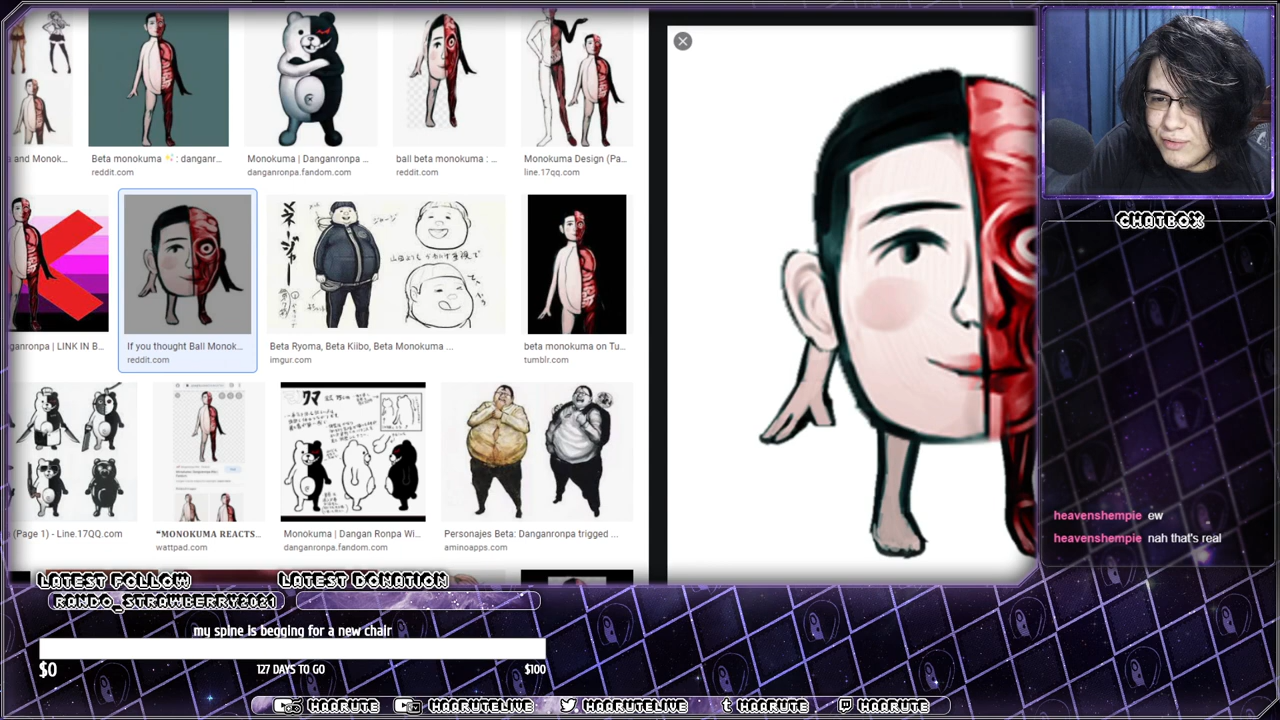 s and Monok...
Beta monokuma ✨ : danganr...
reddit.com
Monokuma | Danganronpa ...
danganronpa.fandom.com
ball beta monokuma : ...
reddit.com
Monokuma Design (Pa...
line.17qq.com
ganronpa | LINK IN B...
If you thought Ball Monok...
reddit.com
Beta Ryoma, Beta Kiibo, Beta Monokuma ...
imgur.com
beta monokuma on Tu...
tumblr.com
(Page 1) - Line.17QQ.com
❝MONOKUMA REACTS...
wattpad.com
Monokuma | Dangan Ronpa Wi...
danganronpa.fandom.com
Personajes Beta: Danganronpa trigged ...
aminoapps.com
CHATBOX
heavenshempie ew
heavenshempie nah that's real
LATEST FOLLOW
LATEST DONATION
RANDO_STRAWBERRY2021
my spine is begging for a new chair
$0
127 DAYS TO GO
$100
HAARUTE
HAARUTELIVE
HAARUTELIVE
t HAARUTE
HAARUTE